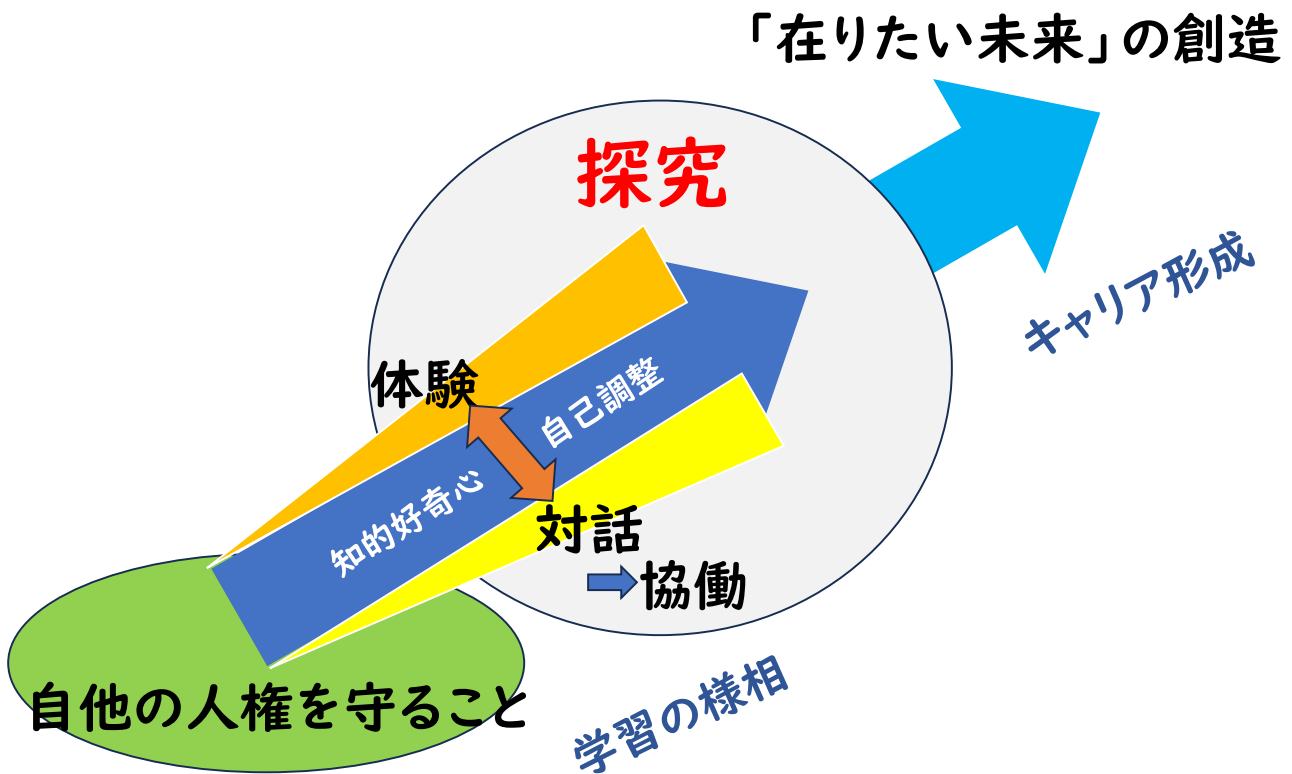 「在りたい未来」の創造
探究
キャリア形成
体験
自己調整
知的好奇心
対話
協働
自他の人権を守ること
学習の様相